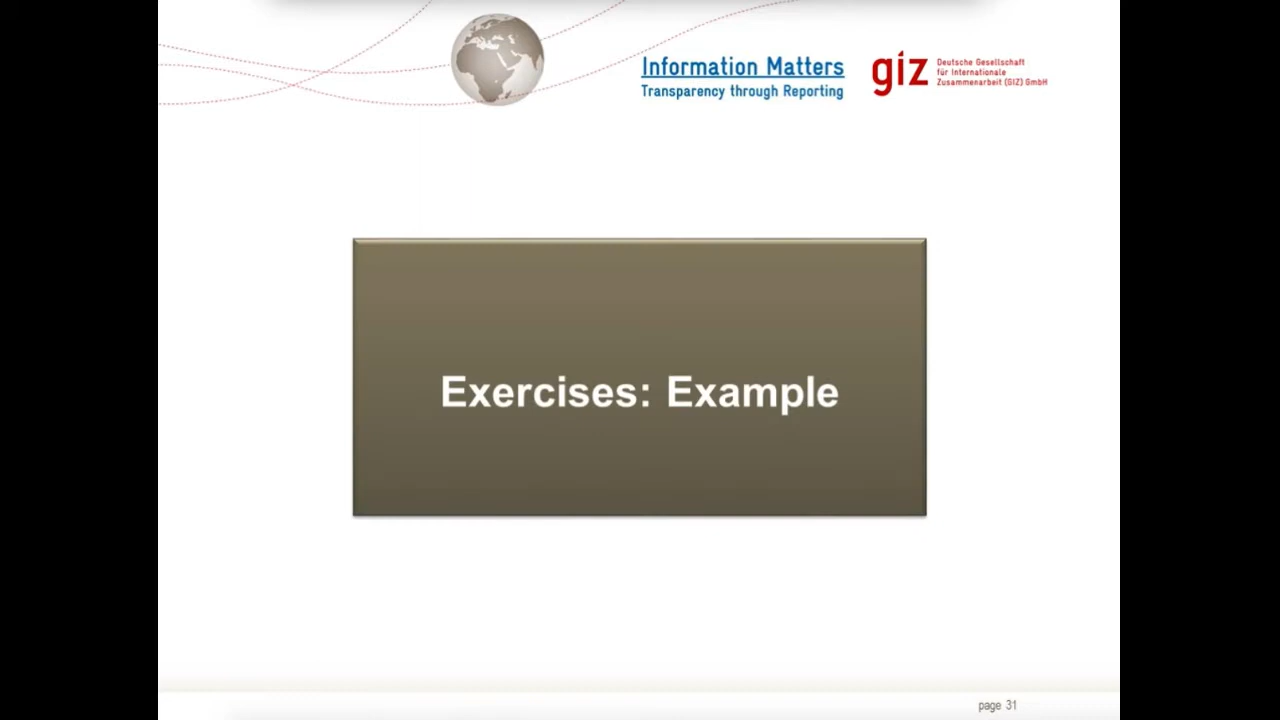 Information Matters
Transparency through Reporting
giz
Deutsche Gesellschaft
für Internationale
Zusammenarbeit (GIZ) GmbH
Exercises: Example
page 31